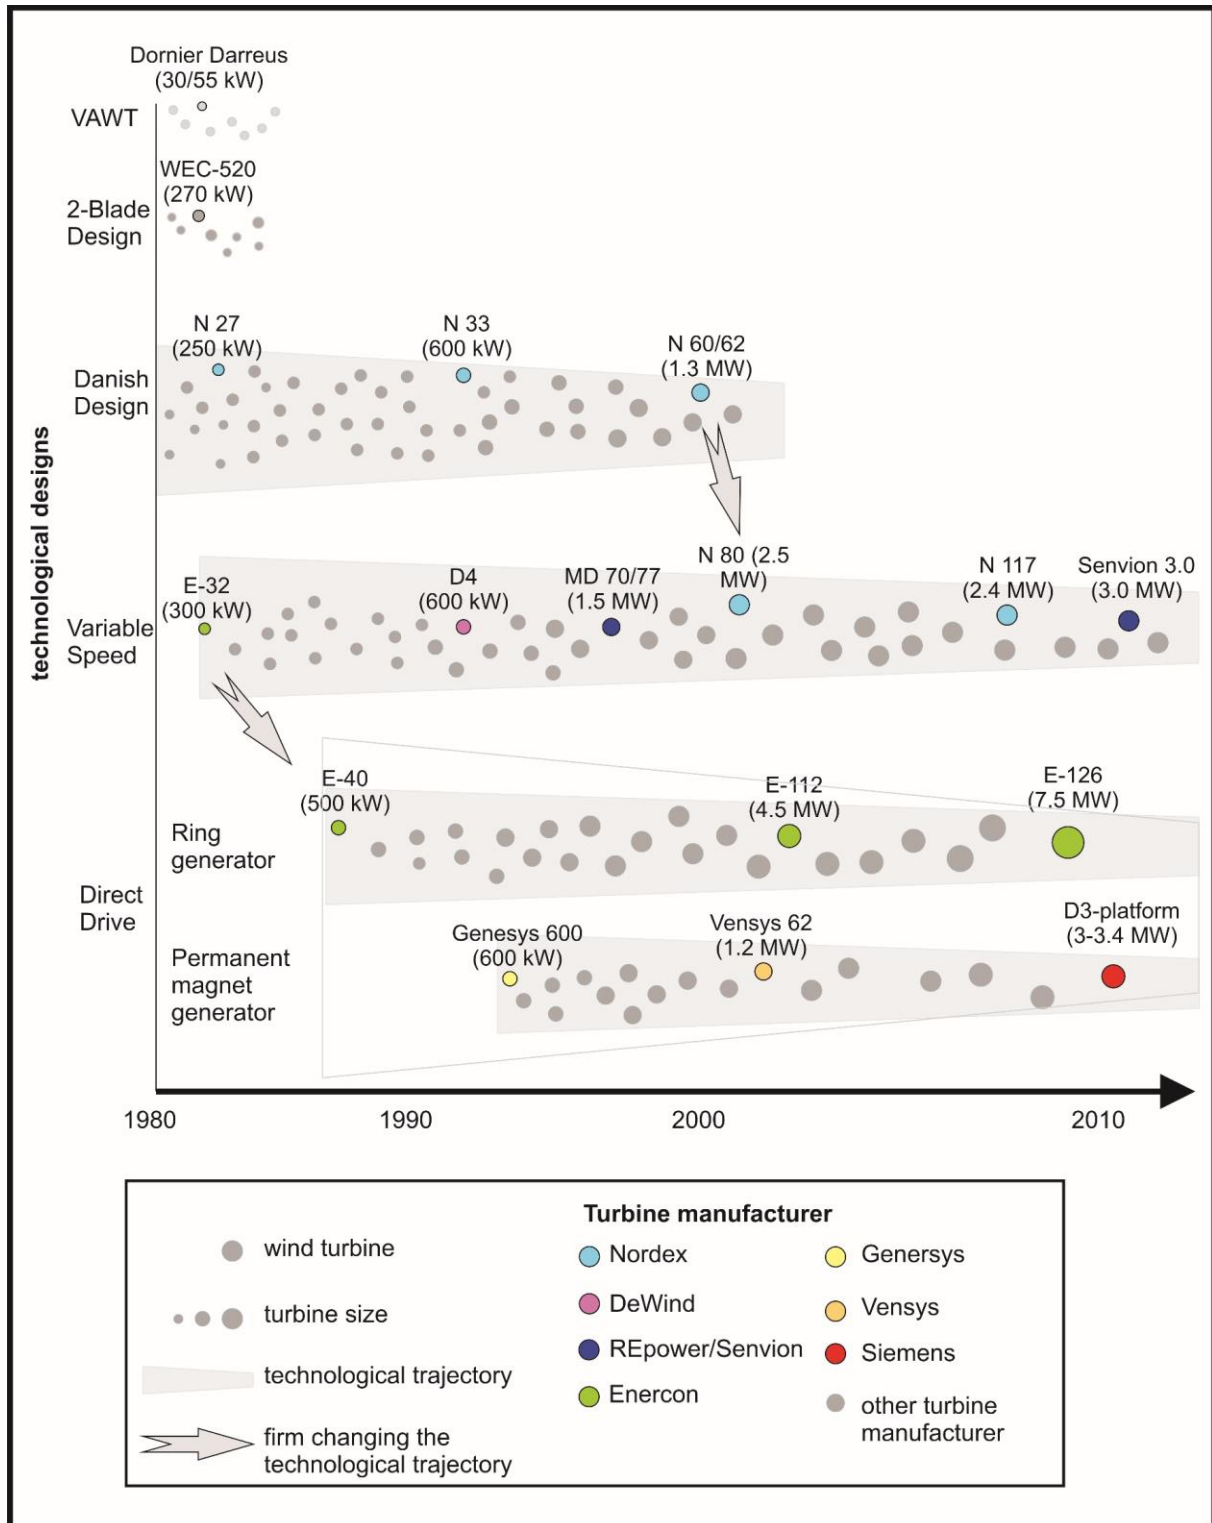 Dornier Darreus
(30/55 kW)
VAWT
WEC-520
(270 kW)
2-Blade
Design
N 27
(250 kW)
N 33
(600 kW)
N 60/62
(1.3 MW)
Danish
Design
technological designs
N 80 (2.5
MW)
N 117
(2.4 MW)
Senvion 3.0
(3.0 MW)
E-32
(300 kW)
D4
(600 kW)
MD 70/77
(1.5 MW)
Variable
Speed
E-40
(500 kW)
E-112
(4.5 MW)
E-126
(7.5 MW)
Ring
generator
Direct
Drive
Genesys 600
(600 kW)
Vensys 62
(1.2 MW)
D3-platform
(3-3.4 MW)
Permanent
magnet
generator
1980
1990
2000
2010
wind turbine
turbine size
technological trajectory
firm changing the
technological trajectory
Turbine manufacturer
Nordex
DeWind
REpower/Senvion
Enercon
Genersys
Vensys
Siemens
other turbine
manufacturer